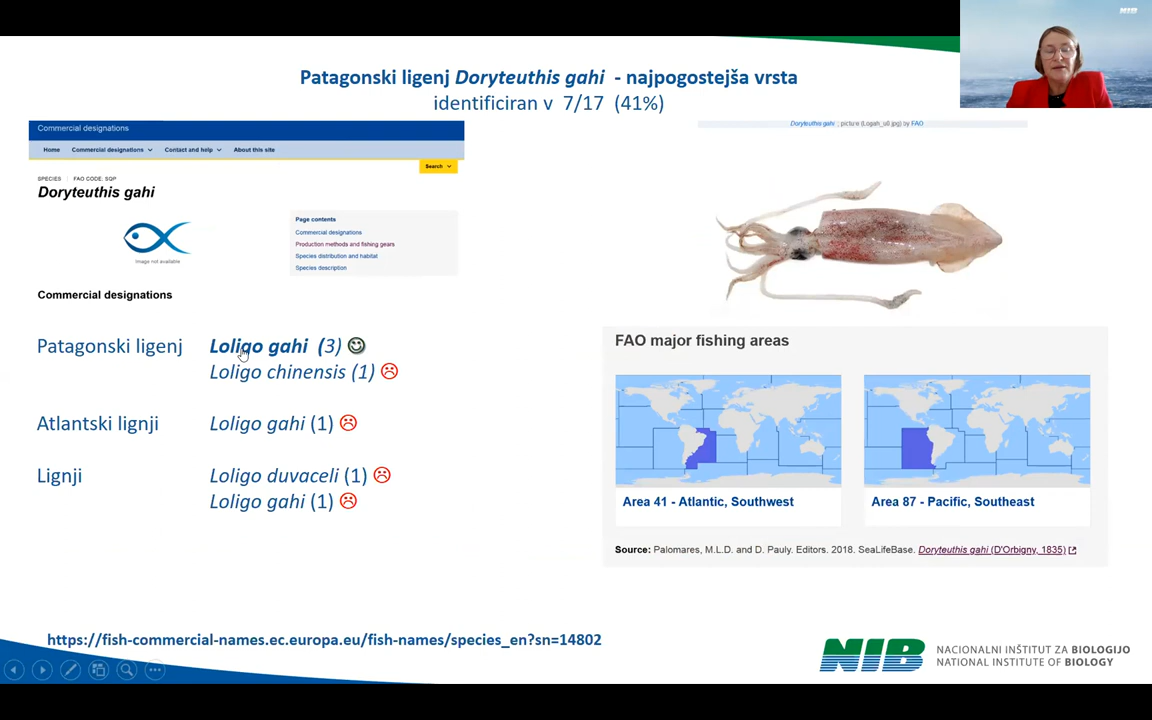 NIB
Patagonski ligenj Doryteuthis gahi - najpogostejša vrsta
identificiran v 7/17 (41%)
Commercial designations
Home Commercial designations Contact and help About this site
Search
SPECIES FAO CODE: SQP
Doryteuthis gahi
Image not available
Page contents
Commercial designations
Production methods and fishing gears
Species distribution and habitat
Species description
Commercial designations
Doryteuthis gahi : picture (Logah_u8.jpg) by FAO
Patagonski ligenj Loligo gahi (3)
Loligo chinensis (1)
Atlantski lignji Loligo gahi (1)
Lignji Loligo duvaceli (1)
Loligo gahi (1)
FAO major fishing areas
Area 41 - Atlantic, Southwest
Area 87 - Pacific, Southeast
Source: Palomares, M.L.D. and D. Pauly. Editors. 2018. SeaLifeBase. Doryteuthis gahi (D'Orbigny, 1835)
https://fish-commercial-names.ec.europa.eu/fish-names/species_en?sn=14802
NIB
NACIONALNI INŠTITUT ZA BIOLOGIJO
NATIONAL INSTITUTE OF BIOLOGY